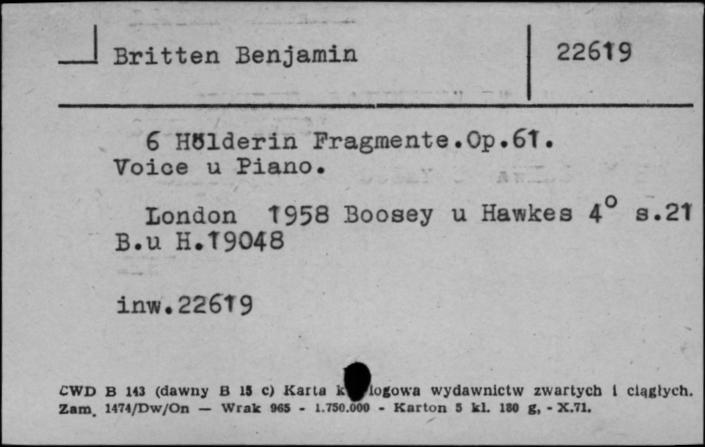 Britten Benjamin 22619
6 Hölderin Fragmente.Op.61.
Voice u Piano.
London 1958 Boosey u Hawkes 4° s.21
B.u H.19048
inw.22619
CWD B 143 (dawny B 15 c) Karta k logowa wydawnictw zwartych i ciągłych.
Zam. 1474/Dw/On — Wrak 965 - 1.750.000 - Karton 5 kl. 180 g, - X.71.